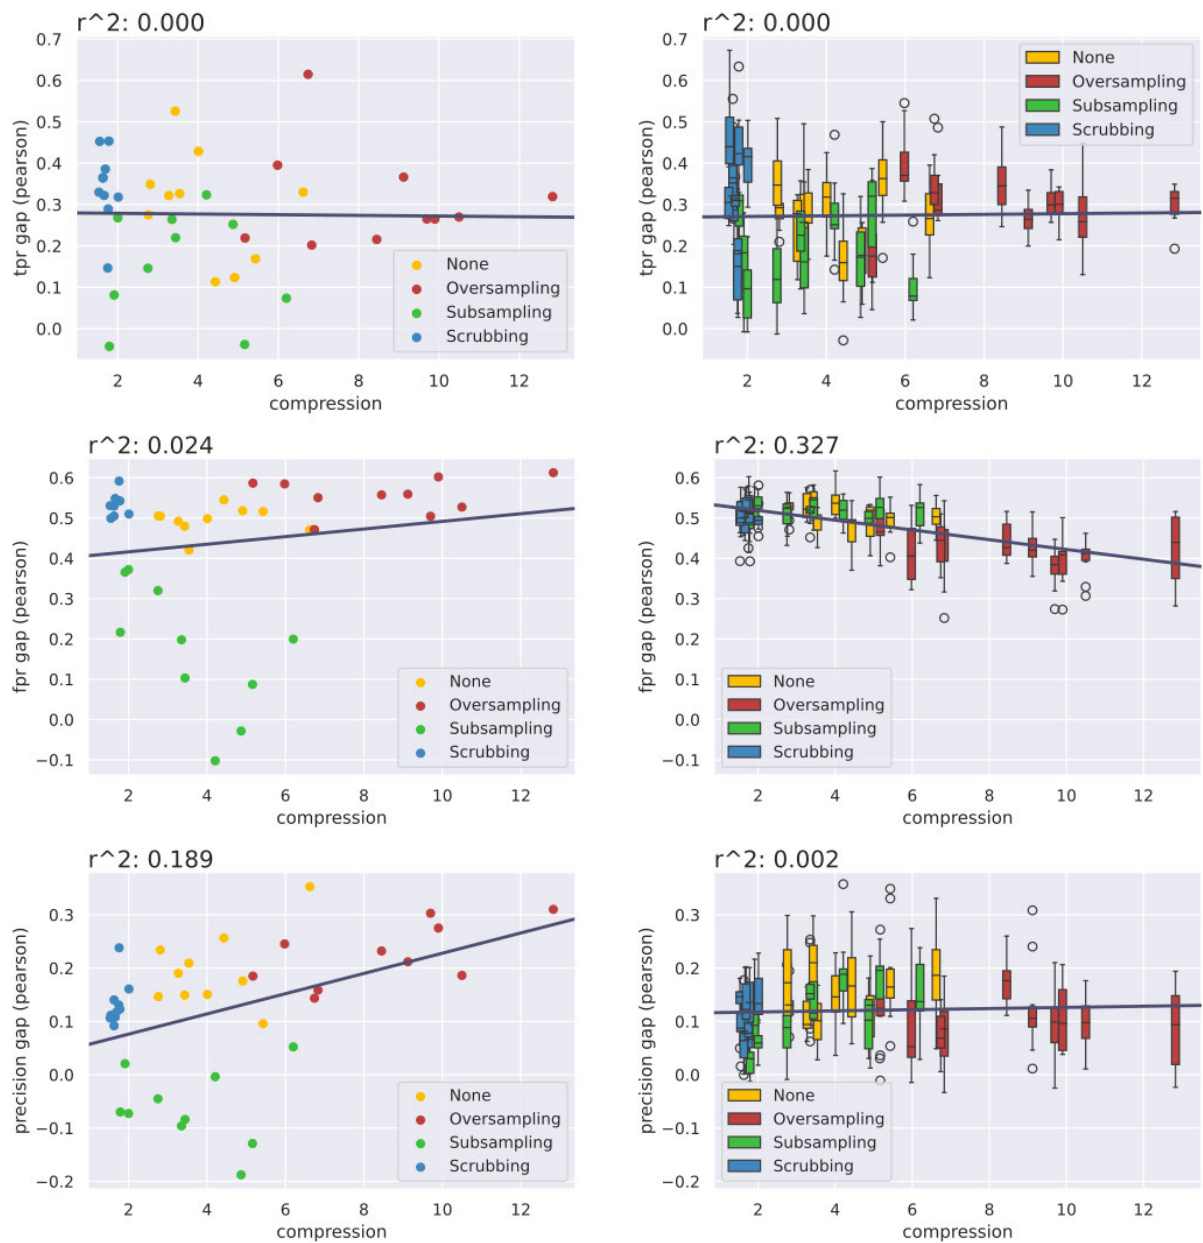 r^2: 0.000
0.7
0.6
0.5
0.4
0.3
0.2
0.1
0.0
tpr gap (pearson)
None
Oversampling
Subsampling
Scrubbing
2 4 6 8 10 12
compression
r^2: 0.000
0.7
0.6
0.5
0.4
0.3
0.2
0.1
0.0
tpr gap (pearson)
None
Oversampling
Subsampling
Scrubbing
2 4 6 8 10 12
compression
r^2: 0.024
0.6
0.5
0.4
0.3
0.2
0.1
0.0
−0.1
fpr gap (pearson)
None
Oversampling
Subsampling
Scrubbing
2 4 6 8 10 12
compression
r^2: 0.327
0.6
0.5
0.4
0.3
0.2
0.1
0.0
−0.1
fpr gap (pearson)
None
Oversampling
Subsampling
Scrubbing
2 4 6 8 10 12
compression
r^2: 0.189
0.3
0.2
0.1
0.0
−0.1
−0.2
precision gap (pearson)
None
Oversampling
Subsampling
Scrubbing
2 4 6 8 10 12
compression
r^2: 0.002
0.3
0.2
0.1
0.0
−0.1
−0.2
precision gap (pearson)
None
Oversampling
Subsampling
Scrubbing
2 4 6 8 10 12
compression